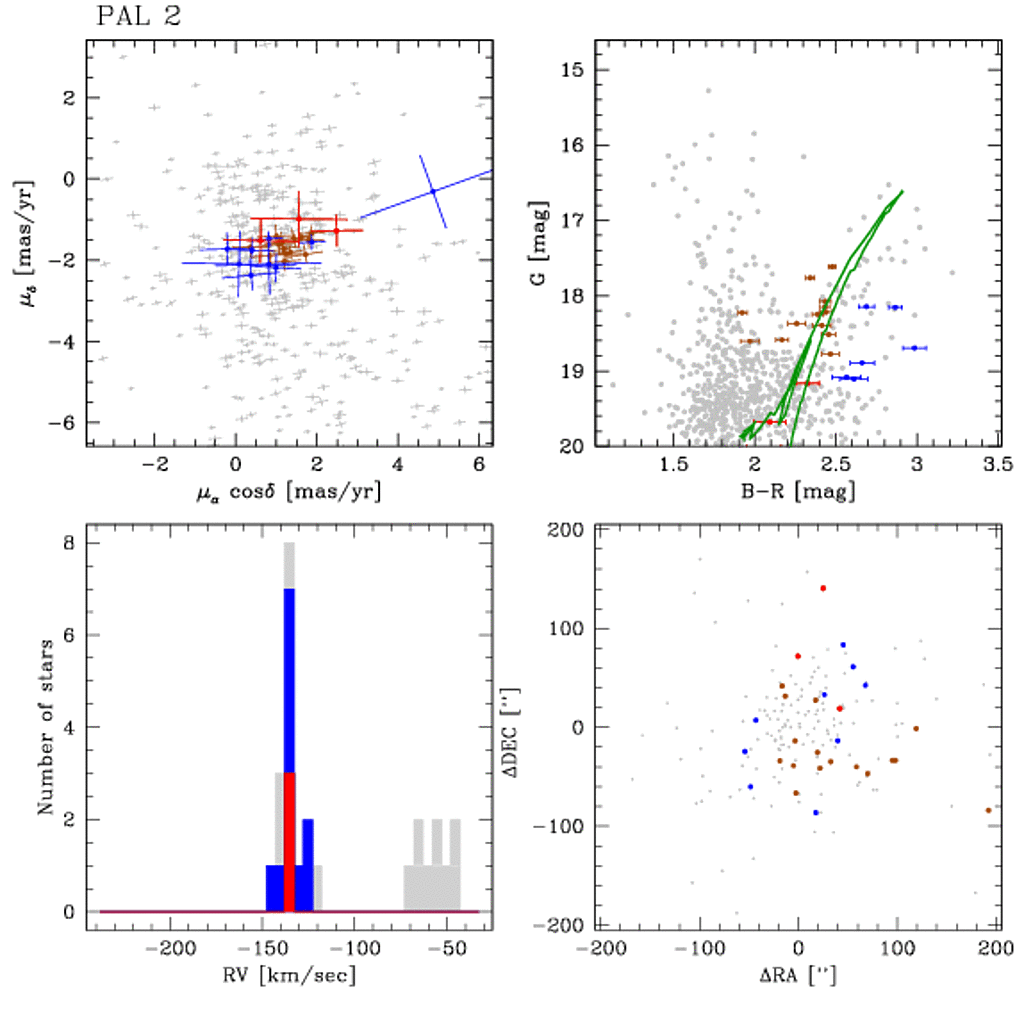 PAL 2
2
0
−2
−4
−6
μδ [mas/yr]
−2 0 2 4 6
μα cosδ [mas/yr]
15
16
17
18
19
20
G [mag]
1.5 2 2.5 3 3.5
B−R [mag]
8
6
4
2
0
Number of stars
−200 −150 −100 −50
RV [km/sec]
200
100
0
−100
−200
ΔDEC ["]
−200 −100 0 100 200
ΔRA ["]